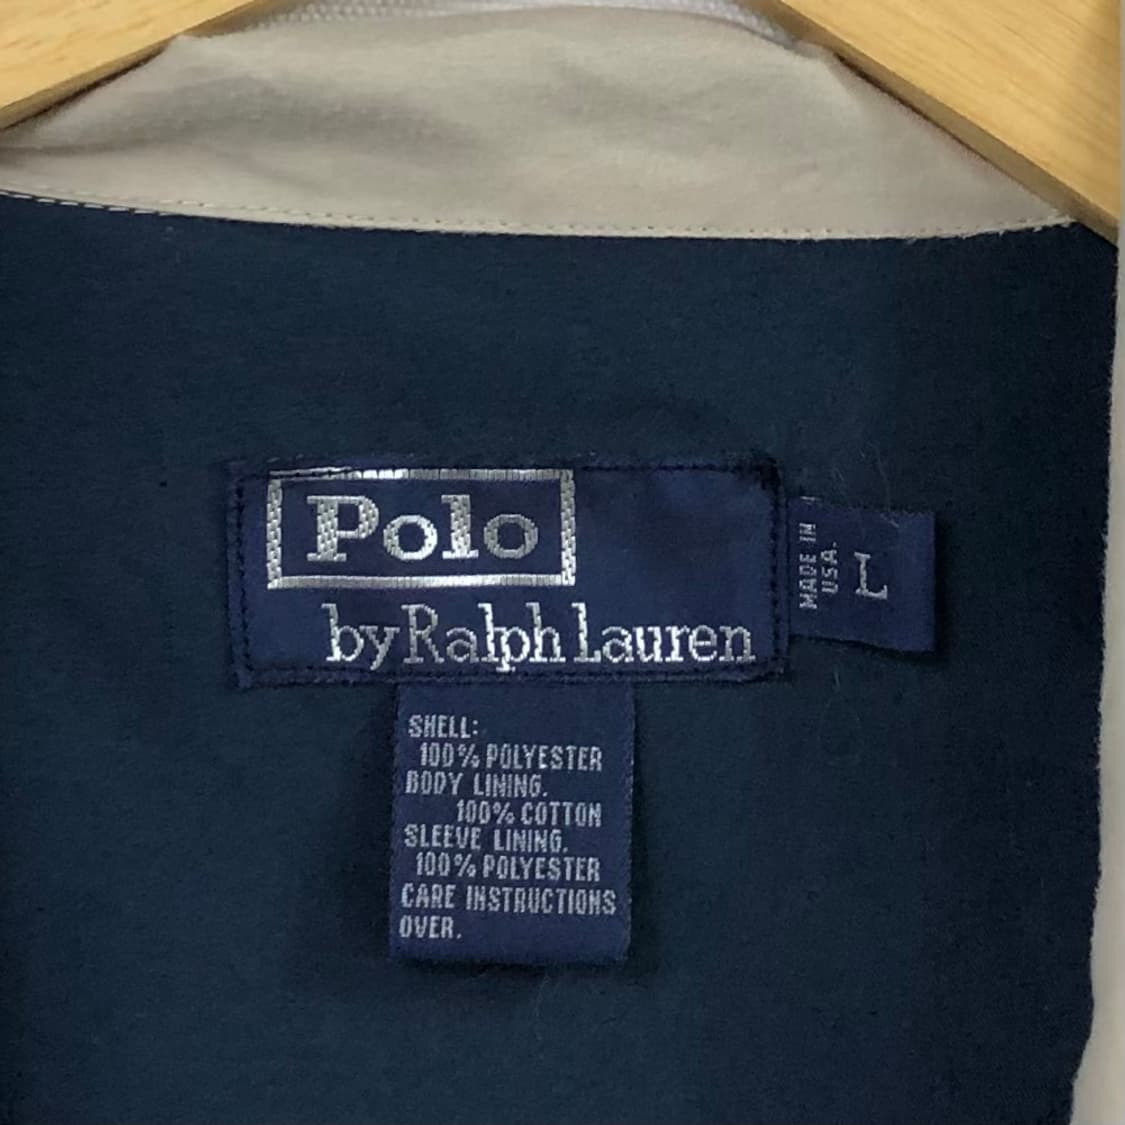 Polo
by Ralph Lauren
MADE IN
USA.
L
SHELL:
100% POLYESTER
BODY LINING.
100% COTTON
SLEEVE LINING.
100% POLYESTER
CARE INSTRUCTIONS
OVER.